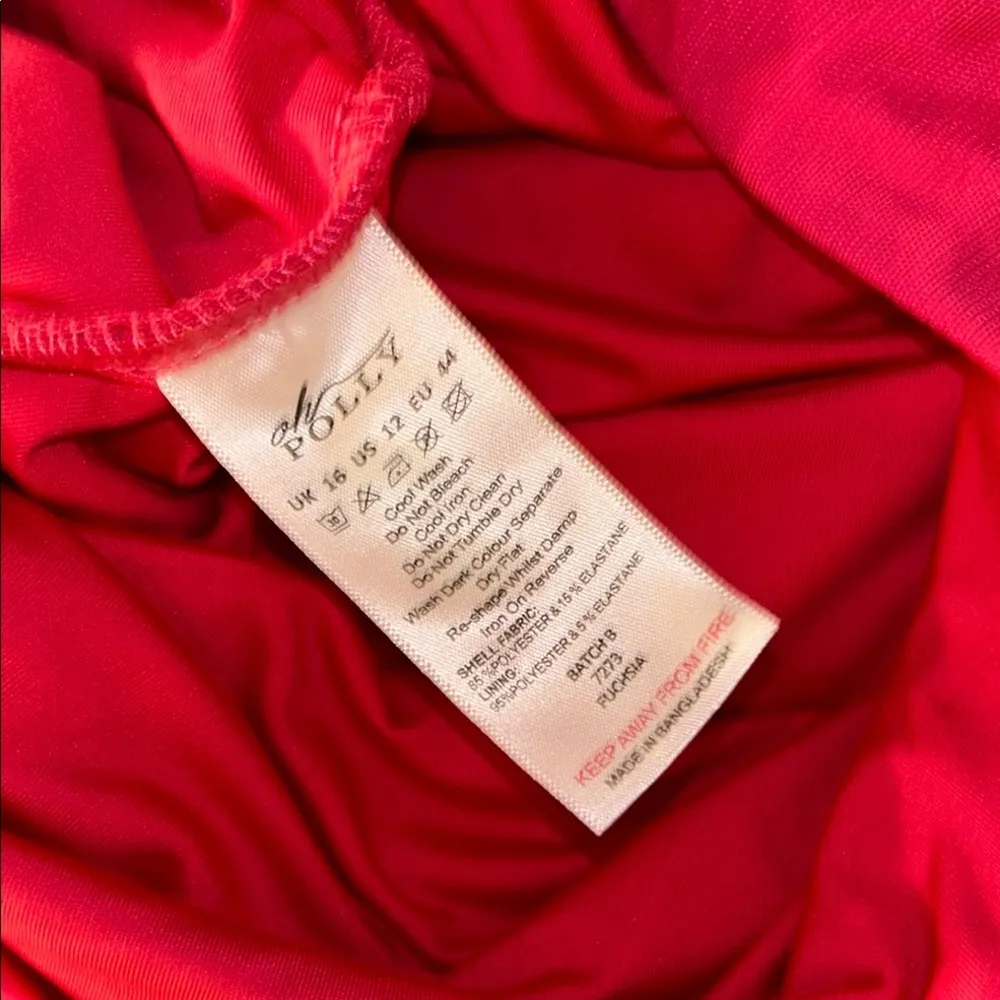 oh
POLLY
UK 16 US 12 EU 44
30
Cool Wash
Do Not Bleach
Cool Iron
Do Not Dry Clean
Do Not Tumble Dry
Wash Dark Colour Separate
Dry Flat
Re-shape Whilst Damp
Iron On Reverse
SHELL FABRIC:
85%POLYESTER & 15% ELASTANE
LINING:
95%POLYESTER & 5% ELASTANE
BATCH B
7273
FUCHSIA
KEEP AWAY FROM FIRE
MADE IN BANGLADESH